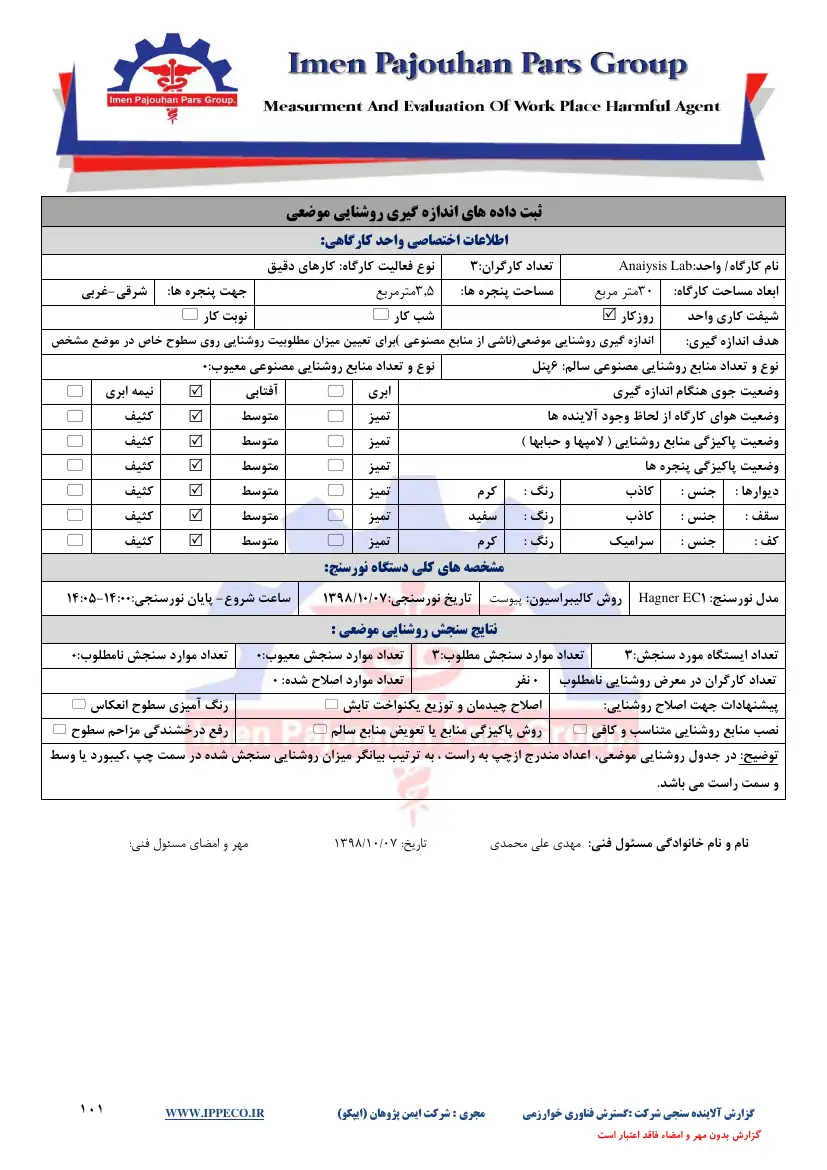 Imen Pajouhan Pars Group
Imen Pajouhan Pars Group.
Measurment And Evaluation Of Work Place Harmful Agent
ثبت داده های اندازه گیری روشنایی موضعی
اطلاعات اختصاصی واحد کارگاهی:
نام کارگاه/ واحد:Anaiysis Lab تعداد کارگران:۳ نوع فعالیت کارگاه: کارهای دقیق
ابعاد مساحت کارگاه: ۳۰متر مربع مساحت پنجره ها: ۳,۵مترمربع جهت پنجره ها: شرقی-غربی
شیفت کاری واحد روزکار ☑ شب کار ☐ نوبت کار ☐
هدف اندازه گیری: اندازه گیری روشنایی موضعی(ناشی از منابع مصنوعی )برای تعیین میزان مطلوبیت روشنایی روی سطوح خاص در موضع مشخص
نوع و تعداد منابع روشنایی مصنوعی سالم: ۶پنل نوع و تعداد منابع روشنایی مصنوعی معیوب:۰
وضعیت جوی هنگام اندازه گیری ابری ☐ آفتابی ☑ نیمه ابری ☐
وضعیت هوای کارگاه از لحاظ وجود آلاینده ها تمیز ☐ متوسط ☑ کثیف ☐
وضعیت پاکیزگی منابع روشنایی ( لامپها و حبابها ) تمیز ☐ متوسط ☑ کثیف ☐
وضعیت پاکیزگی پنجره ها تمیز ☐ متوسط ☑ کثیف ☐
دیوارها : جنس : کاذب رنگ : کرم تمیز ☐ متوسط ☑ کثیف ☐
سقف : جنس : کاذب رنگ : سفید تمیز ☐ متوسط ☑ کثیف ☐
کف : جنس : سرامیک رنگ : کرم تمیز ☐ متوسط ☑ کثیف ☐
مشخصه های کلی دستگاه نورسنج:
مدل نورسنج: Hagner EC۱ روش کالیبراسیون: پیوست تاریخ نورسنجی:۱۳۹۸/۱۰/۰۷ ساعت شروع- پایان نورسنجی:۱۴:۰۰-۱۴:۰۵
نتایج سنجش روشنایی موضعی :
تعداد ایستگاه مورد سنجش:۳ تعداد موارد سنجش مطلوب:۳ تعداد موارد سنجش معیوب:۰ تعداد موارد سنجش نامطلوب:۰
تعداد کارگران در معرض روشنایی نامطلوب ۰ نفر تعداد موارد اصلاح شده: ۰
پیشنهادات جهت اصلاح روشنایی: اصلاح چیدمان و توزیع یکنواخت تابش ☐ رنگ آمیزی سطوح انعکاس ☐
نصب منابع روشنایی متناسب و کافی ☐ روش پاکیزگی منابع یا تعویض منابع سالم ☐ رفع درخشندگی مزاحم سطوح ☐
توضیح: در جدول روشنایی موضعی، اعداد مندرج ازچپ به راست ، به ترتیب بیانگر میزان روشنایی سنجش شده در سمت چپ ،کیبورد یا وسط
و سمت راست می باشد.
Imen Pajouhan Pars Group
نام و نام خانوادگی مسئول فنی: مهدی علی محمدی تاریخ: ۱۳۹۸/۱۰/۰۷ مهر و امضای مسئول فنی:
گزارش آلاینده سنجی شرکت :گسترش فناوری خوارزمی مجری : شرکت ایمن پژوهان (ایپکو) WWW.IPPECO.IR ۱۰۱
گزارش بدون مهر و امضاء فاقد اعتبار است